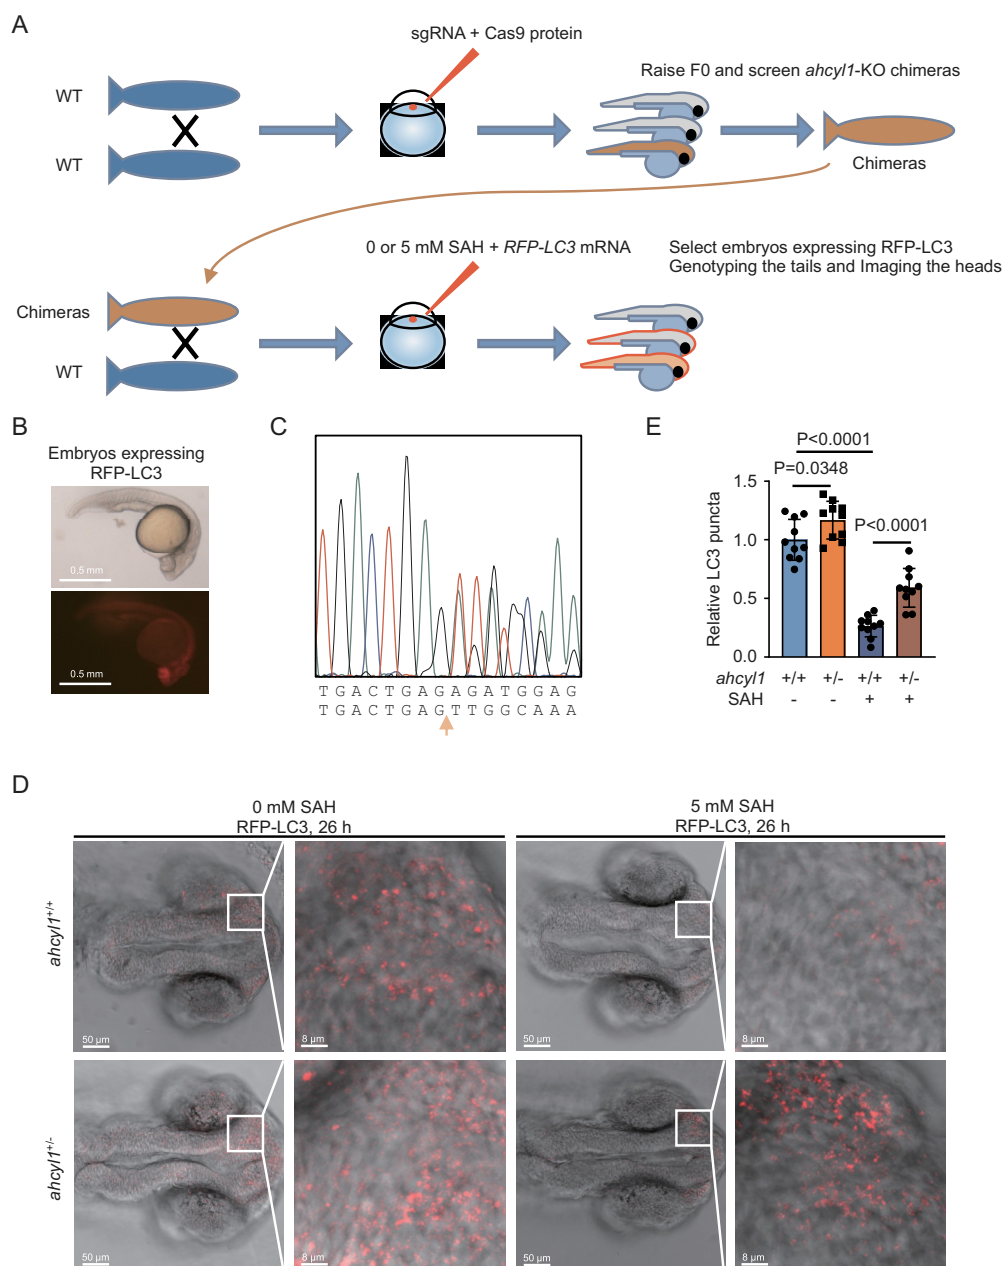 A
sgRNA + Cas9 protein
Raise F0 and screen ahcyl1-KO chimeras
WT
WT
Chimeras
0 or 5 mM SAH + RFP-LC3 mRNA
Select embryos expressing RFP-LC3
Genotyping the tails and Imaging the heads
Chimeras
WT
B
Embryos expressing
RFP-LC3
0.5 mm
0.5 mm
C
T G A C T G A G A G A T G G A G
T G A C T G A G T T G G C A A A
E
P<0.0001
P=0.0348
P<0.0001
Relative LC3 puncta
1.5
1.0
0.5
0.0
ahcyl1 +/+ +/- +/+ +/-
SAH - - + +
D
0 mM SAH
RFP-LC3, 26 h
5 mM SAH
RFP-LC3, 26 h
ahcyl1+/+
50 µm
8 µm
50 µm
8 µm
ahcyl1+/-
50 µm
8 µm
50 µm
8 µm